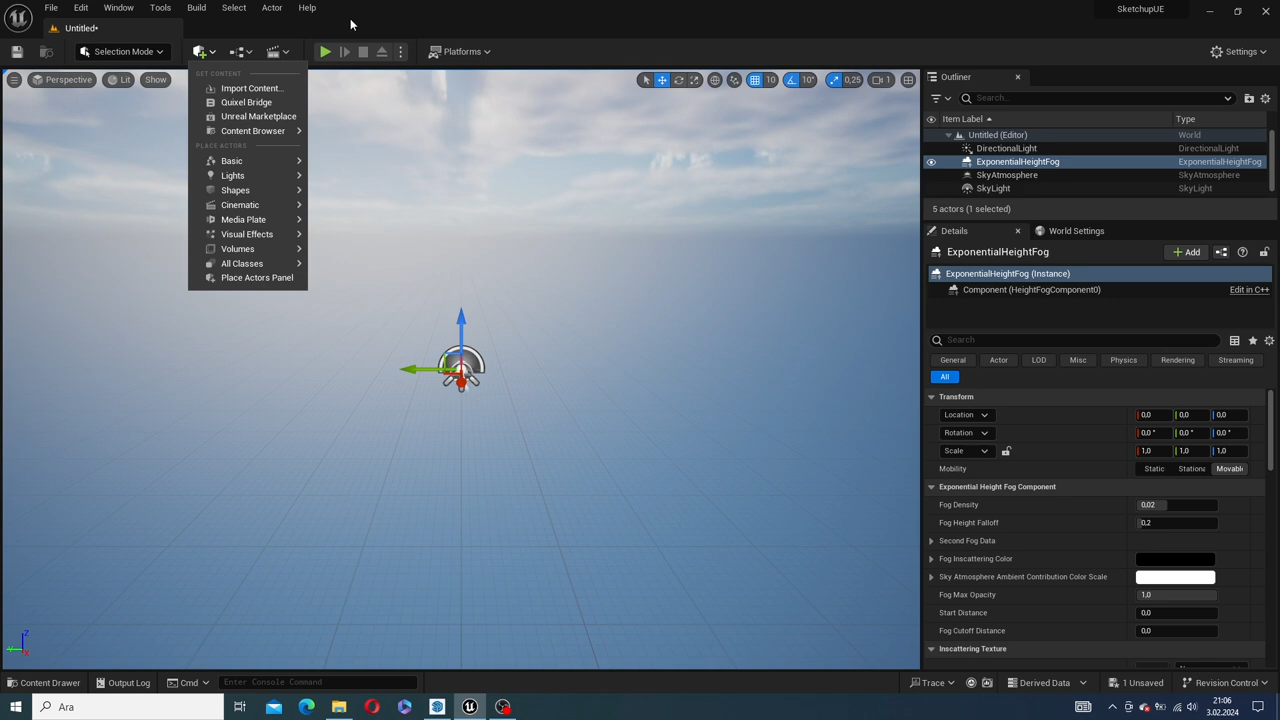 File Edit Window Tools Build Select Actor Help
SketchupUE
Untitled*
Selection Mode
Platforms
Settings
Perspective Lit Show
10 10° 0,25 1
GET CONTENT
Import Content...
Quixel Bridge
Unreal Marketplace
Content Browser
PLACE ACTORS
Basic
Lights
Shapes
Cinematic
Media Plate
Visual Effects
Volumes
All Classes
Place Actors Panel
Outliner
Search...
Item Label Type
Untitled (Editor) World
DirectionalLight DirectionalLight
ExponentialHeightFog ExponentialHeightFog
SkyAtmosphere SkyAtmosphere
SkyLight SkyLight
5 actors (1 selected)
Details World Settings
ExponentialHeightFog
Add
ExponentialHeightFog (Instance)
Component (HeightFogComponent0) Edit in C++
Search
General Actor LOD Misc Physics Rendering Streaming
All
Transform
Location 0,0 0,0 0,0
Rotation 0,0 ° 0,0 ° 0,0 °
Scale 1,0 1,0 1,0
Mobility Static Stationa Movable
Exponential Height Fog Component
Fog Density 0,02
Fog Height Falloff 0,2
Second Fog Data
Fog Inscattering Color
Sky Atmosphere Ambient Contribution Color Scale
Fog Max Opacity 1,0
Start Distance 0,0
Fog Cutoff Distance 0,0
Inscattering Texture
Z
Content Drawer Output Log Cmd Enter Console Command
Trace Derived Data 1 Unsaved Revision Control
Ara
21:06
3.02.2024